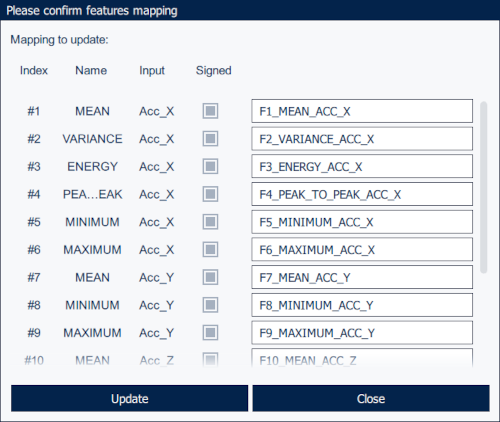 Please confirm features mapping
Mapping to update:
Index Name Input Signed
#1 MEAN Acc_X F1_MEAN_ACC_X
#2 VARIANCE Acc_X F2_VARIANCE_ACC_X
#3 ENERGY Acc_X F3_ENERGY_ACC_X
#4 PEA...EAK Acc_X F4_PEAK_TO_PEAK_ACC_X
#5 MINIMUM Acc_X F5_MINIMUM_ACC_X
#6 MAXIMUM Acc_X F6_MAXIMUM_ACC_X
#7 MEAN Acc_Y F7_MEAN_ACC_Y
#8 MINIMUM Acc_Y F8_MINIMUM_ACC_Y
#9 MAXIMUM Acc_Y F9_MAXIMUM_ACC_Y
#10 MEAN Acc_Z F10_MEAN_ACC_Z
Update Close